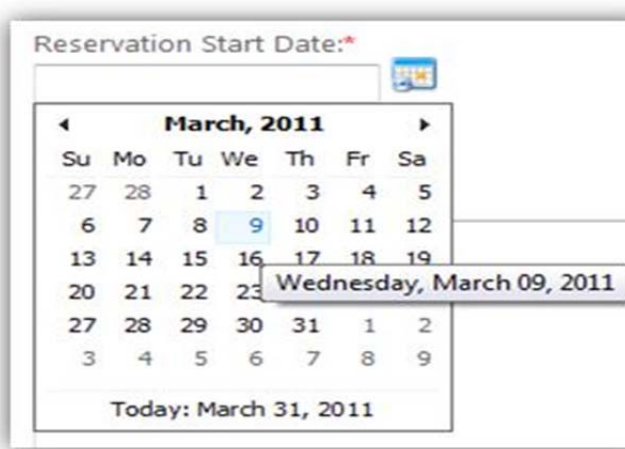 Reservation Start Date:*
March, 2011
Su Mo Tu We Th Fr Sa
27 28 1 2 3 4 5
6 7 8 9 10 11 12
13 14 15 16 17 18 19
Wednesday, March 09, 2011
20 21 22 23
27 28 29 30 31 1 2
3 4 5 6 7 8 9
Today: March 31, 2011